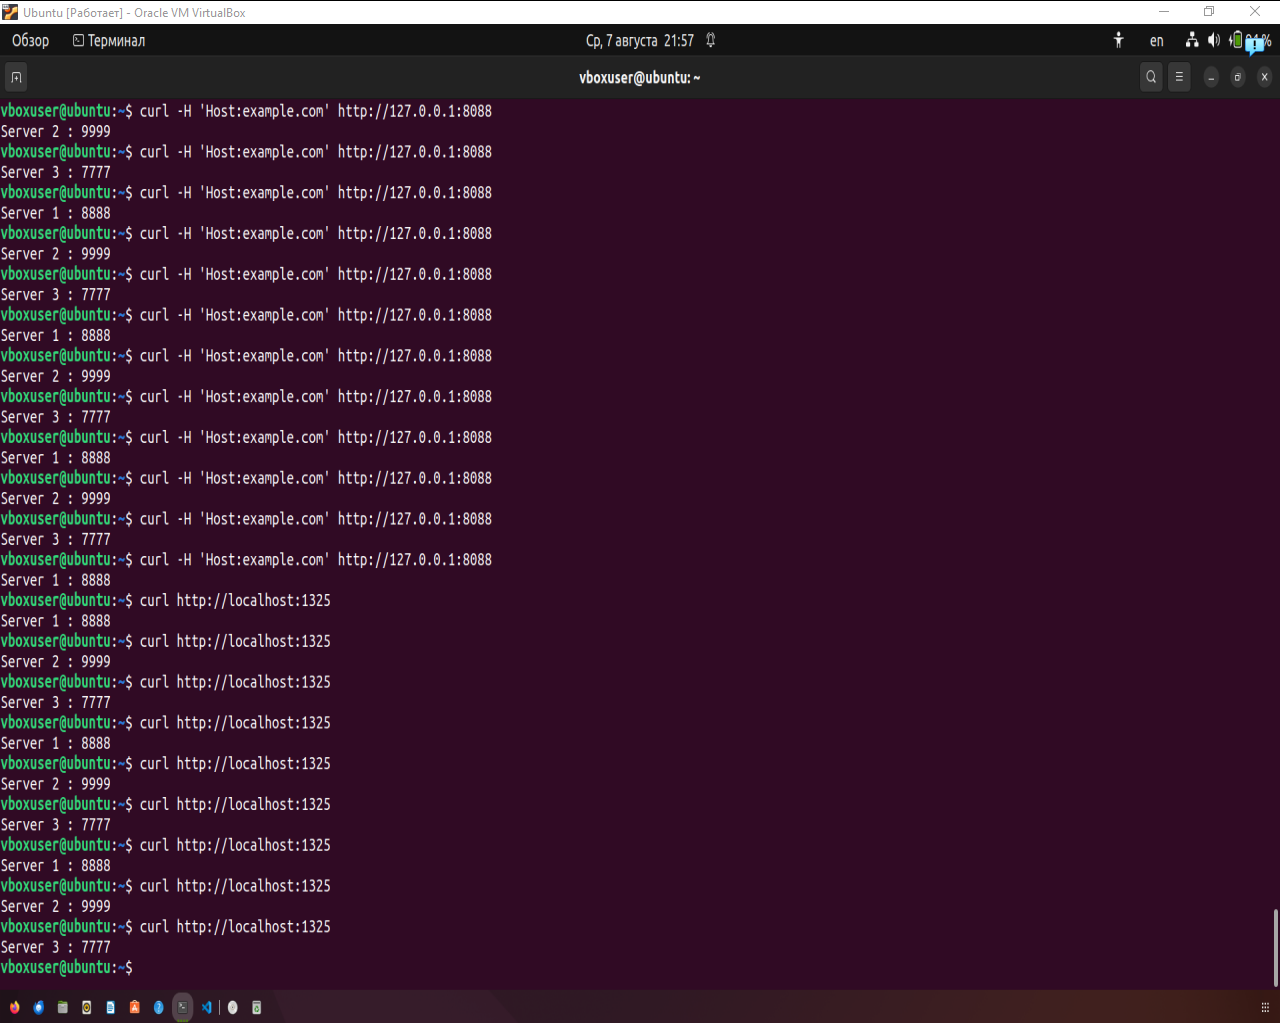 Ubuntu [Работает] - Oracle VM VirtualBox
Обзор Терминал Ср, 7 августа 21:57 en
vboxuser@ubuntu: ~
vboxuser@ubuntu:~$ curl -H 'Host:example.com' http://127.0.0.1:8088
Server 2 : 9999
vboxuser@ubuntu:~$ curl -H 'Host:example.com' http://127.0.0.1:8088
Server 3 : 7777
vboxuser@ubuntu:~$ curl -H 'Host:example.com' http://127.0.0.1:8088
Server 1 : 8888
vboxuser@ubuntu:~$ curl -H 'Host:example.com' http://127.0.0.1:8088
Server 2 : 9999
vboxuser@ubuntu:~$ curl -H 'Host:example.com' http://127.0.0.1:8088
Server 3 : 7777
vboxuser@ubuntu:~$ curl -H 'Host:example.com' http://127.0.0.1:8088
Server 1 : 8888
vboxuser@ubuntu:~$ curl -H 'Host:example.com' http://127.0.0.1:8088
Server 2 : 9999
vboxuser@ubuntu:~$ curl -H 'Host:example.com' http://127.0.0.1:8088
Server 3 : 7777
vboxuser@ubuntu:~$ curl -H 'Host:example.com' http://127.0.0.1:8088
Server 1 : 8888
vboxuser@ubuntu:~$ curl -H 'Host:example.com' http://127.0.0.1:8088
Server 2 : 9999
vboxuser@ubuntu:~$ curl -H 'Host:example.com' http://127.0.0.1:8088
Server 3 : 7777
vboxuser@ubuntu:~$ curl -H 'Host:example.com' http://127.0.0.1:8088
Server 1 : 8888
vboxuser@ubuntu:~$ curl http://localhost:1325
Server 1 : 8888
vboxuser@ubuntu:~$ curl http://localhost:1325
Server 2 : 9999
vboxuser@ubuntu:~$ curl http://localhost:1325
Server 3 : 7777
vboxuser@ubuntu:~$ curl http://localhost:1325
Server 1 : 8888
vboxuser@ubuntu:~$ curl http://localhost:1325
Server 2 : 9999
vboxuser@ubuntu:~$ curl http://localhost:1325
Server 3 : 7777
vboxuser@ubuntu:~$ curl http://localhost:1325
Server 1 : 8888
vboxuser@ubuntu:~$ curl http://localhost:1325
Server 2 : 9999
vboxuser@ubuntu:~$ curl http://localhost:1325
Server 3 : 7777
vboxuser@ubuntu:~$